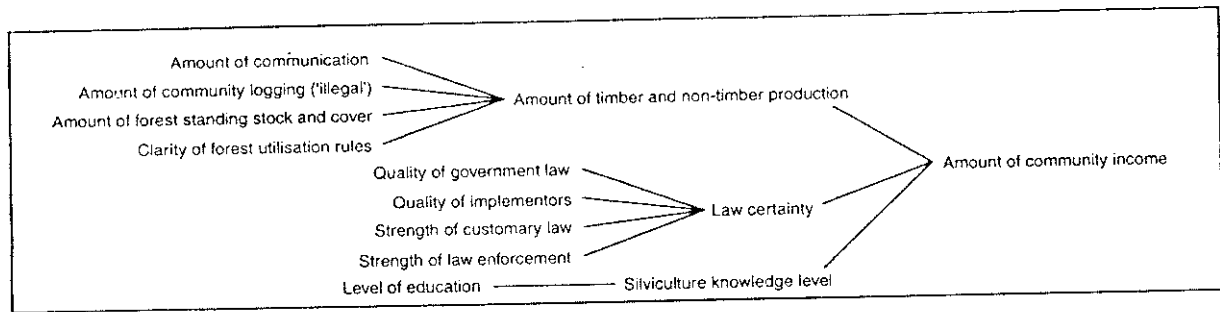 Amount of communication
Amount of community logging ('illegal')
Amount of forest standing stock and cover
Clarity of forest utilisation rules
Amount of timber and non-timber production
Quality of government law
Quality of implementors
Strength of customary law
Strength of law enforcement
Law certainty
Level of education
Silviculture knowledge level
Amount of community income